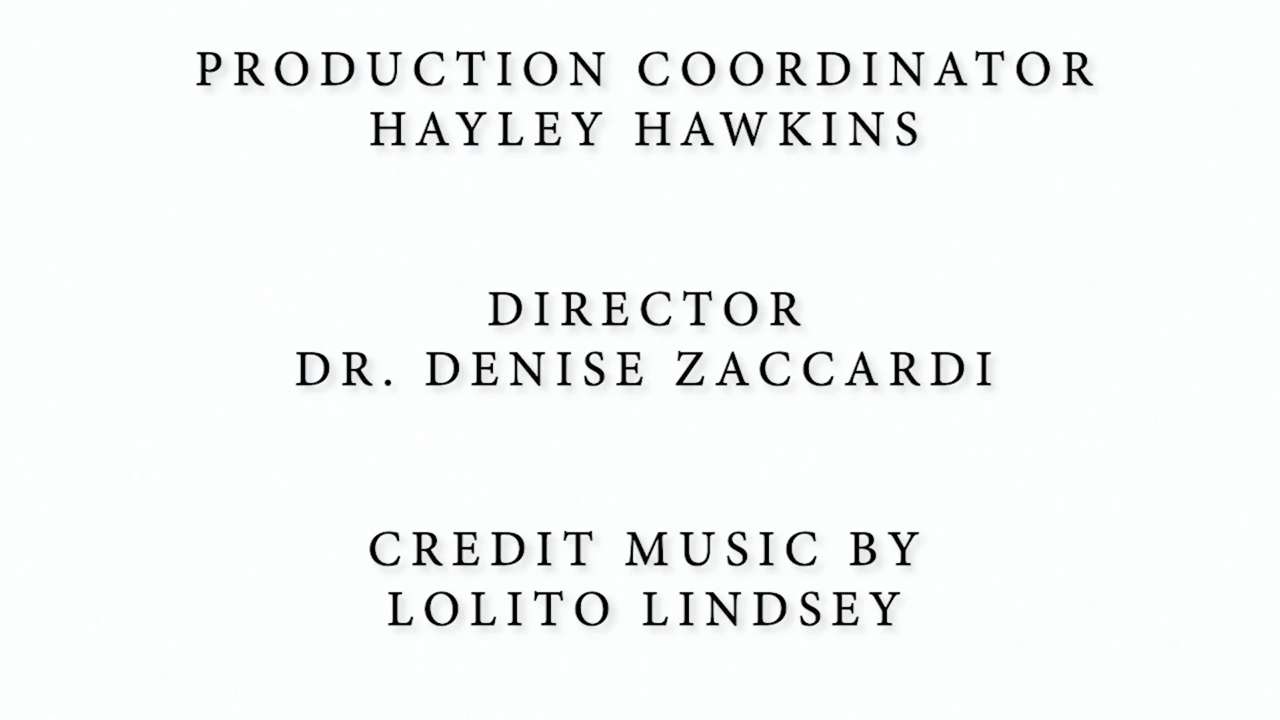 PRODUCTION COORDINATOR
HAYLEY HAWKINS
DIRECTOR
DR. DENISE ZACCARDI
CREDIT MUSIC BY
LOLITO LINDSEY